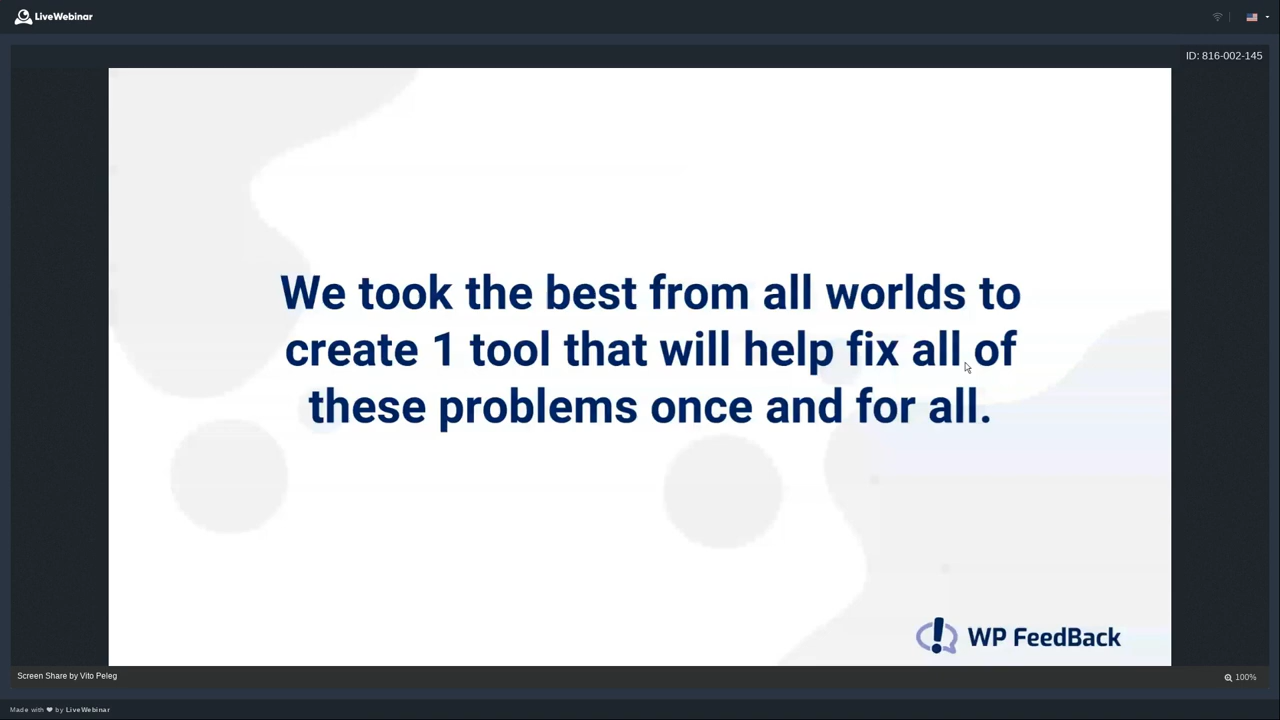 LiveWebinar
ID: 816-002-145
We took the best from all worlds to
create 1 tool that will help fix all of
these problems once and for all.
WP FeedBack
Screen Share by Vito Peleg
100%
Made with ❤ by LiveWebinar